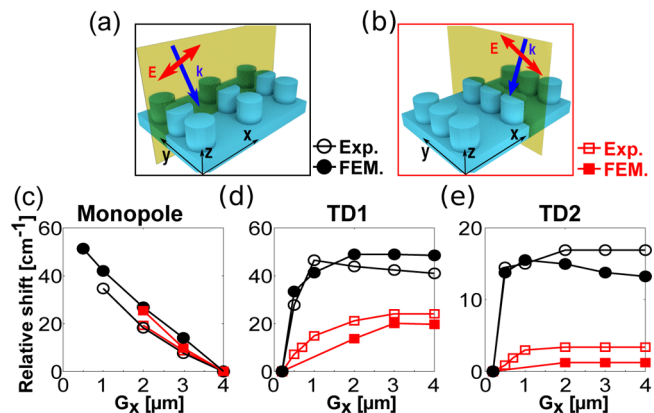 (a)
(b)
E
k
E
k
y
z
x
y
z
x
Exp.
FEM.
Exp.
FEM.
(c)
Monopole
(d)
TD1
(e)
TD2
Relative shift [cm⁻¹]
60
40
20
0
60
40
20
0
20
10
0
0 1 2 3 4
0 1 2 3 4
0 1 2 3 4
Gx [µm]
Gx [µm]
Gx [µm]